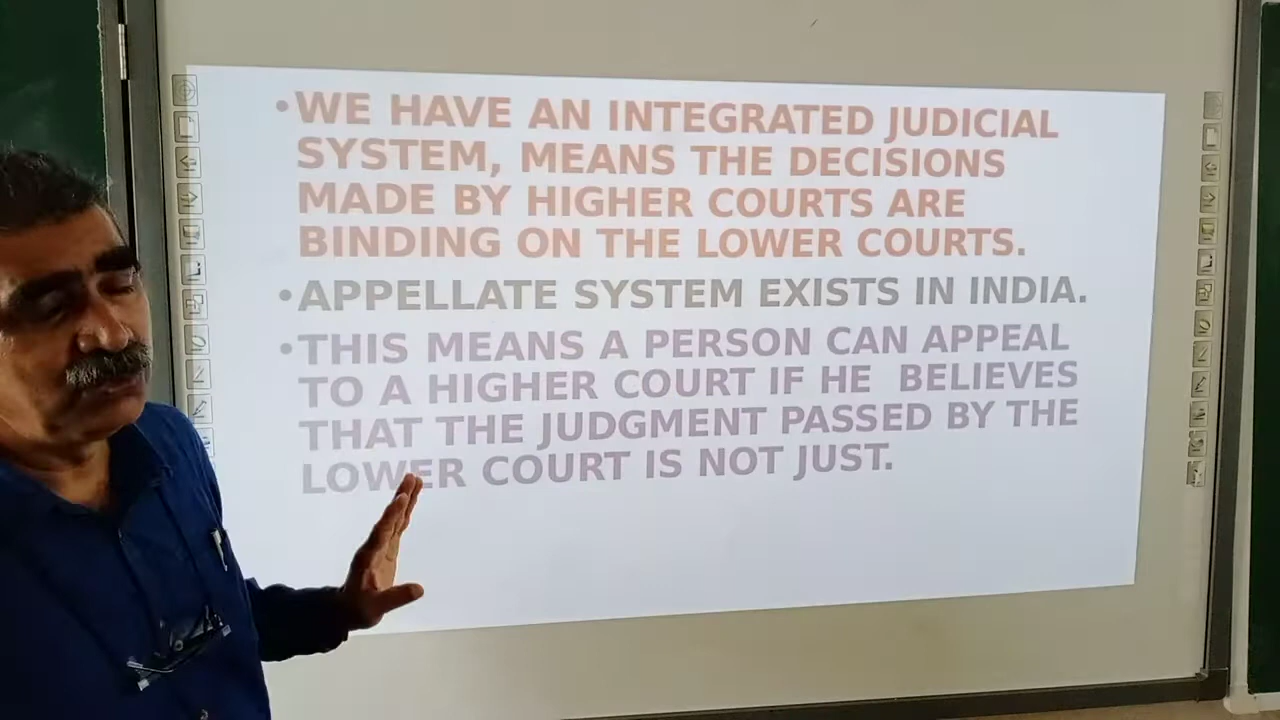 •WE HAVE AN INTEGRATED JUDICIAL
SYSTEM, MEANS THE DECISIONS
MADE BY HIGHER COURTS ARE
BINDING ON THE LOWER COURTS.
•APPELLATE SYSTEM EXISTS IN INDIA.
•THIS MEANS A PERSON CAN APPEAL
TO A HIGHER COURT IF HE BELIEVES
THAT THE JUDGMENT PASSED BY THE
LOWER COURT IS NOT JUST.